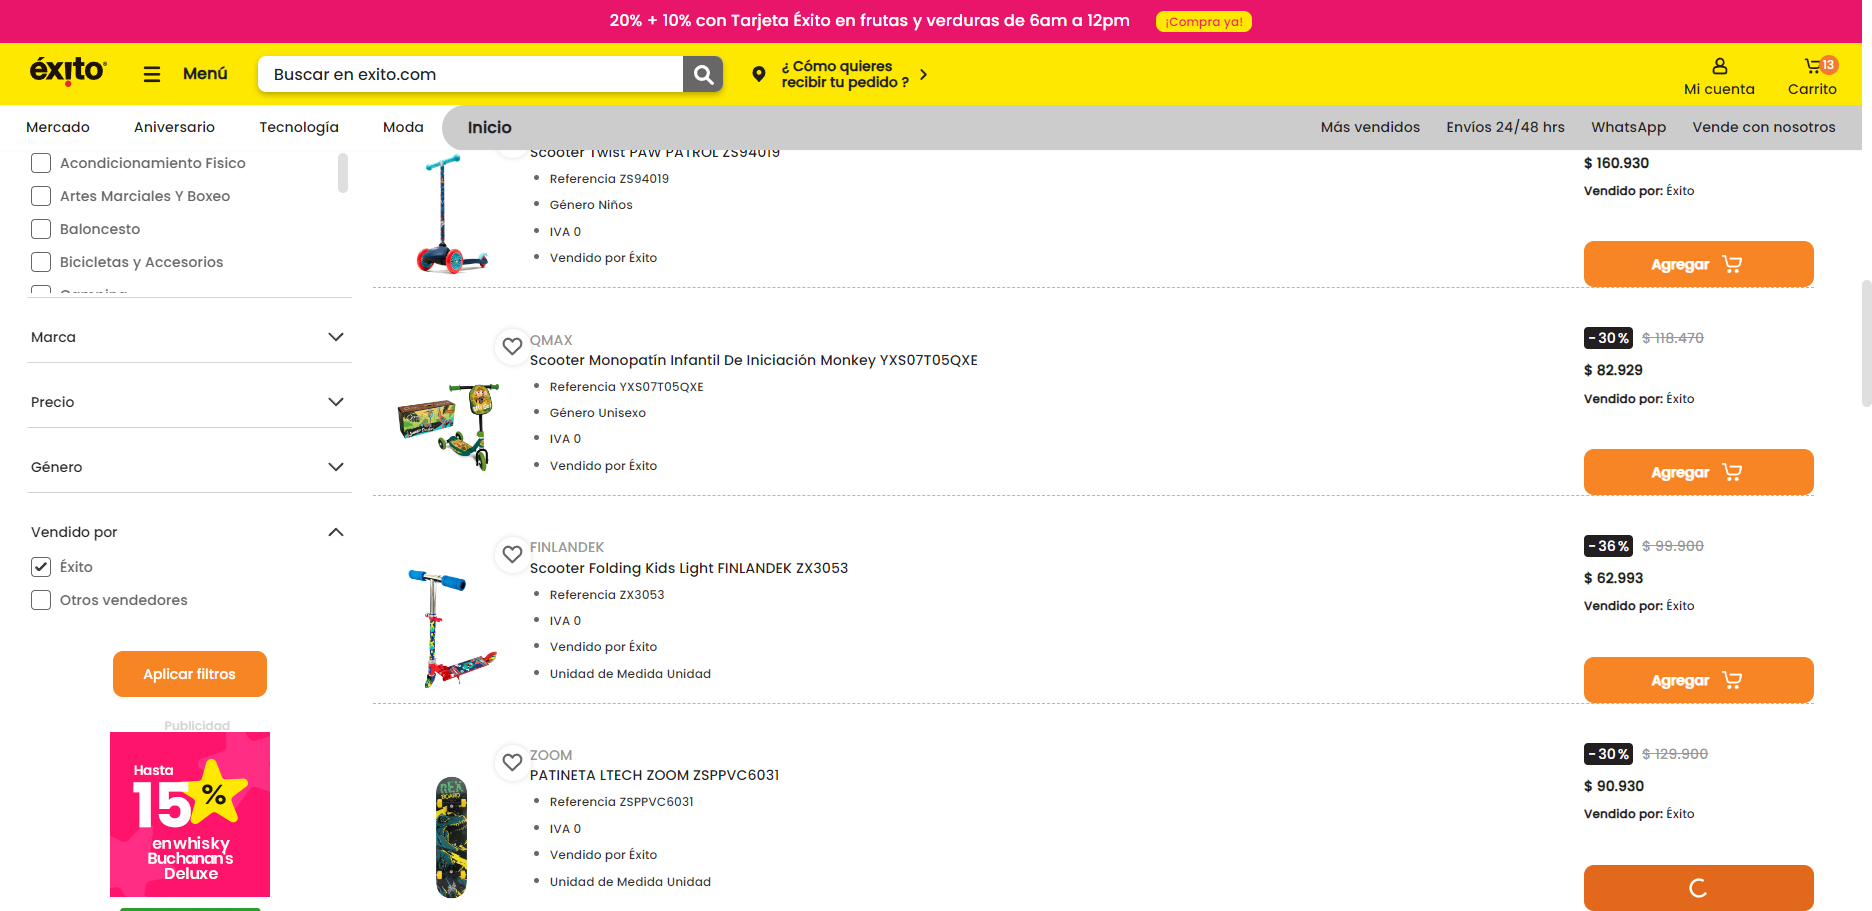 20% + 10% con Tarjeta Éxito en frutas y verduras de 6am a 12pm ¡Compra ya!
éxito
Menú
Buscar en exito.com
¿ Cómo quieres
recibir tu pedido ?
Mi cuenta
13
Carrito
Mercado Aniversario Tecnología Moda Inicio Más vendidos Envíos 24/48 hrs WhatsApp Vende con nosotros
Acondicionamiento Fisico
Artes Marciales Y Boxeo
Baloncesto
Bicicletas y Accesorios
Marca
Precio
Género
Vendido por
Éxito
Otros vendedores
Aplicar filtros
Publicidad
Hasta
15%
en whisky
Buchanan's
Deluxe
Scooter Twist PAW PATROL ZS94019
Referencia ZS94019
Género Niños
IVA 0
Vendido por Éxito
$ 160.930
Vendido por: Éxito
Agregar
QMAX
Scooter Monopatín Infantil De Iniciación Monkey YXS07T05QXE
Referencia YXS07T05QXE
Género Unisexo
IVA 0
Vendido por Éxito
-30% $ 118.470
$ 82.929
Vendido por: Éxito
Agregar
FINLANDEK
Scooter Folding Kids Light FINLANDEK ZX3053
Referencia ZX3053
IVA 0
Vendido por Éxito
Unidad de Medida Unidad
-36% $ 99.900
$ 62.993
Vendido por: Éxito
Agregar
ZOOM
PATINETA LTECH ZOOM ZSPPVC6031
Referencia ZSPPVC6031
IVA 0
Vendido por Éxito
Unidad de Medida Unidad
-30% $ 129.900
$ 90.930
Vendido por: Éxito
REX
BOARD